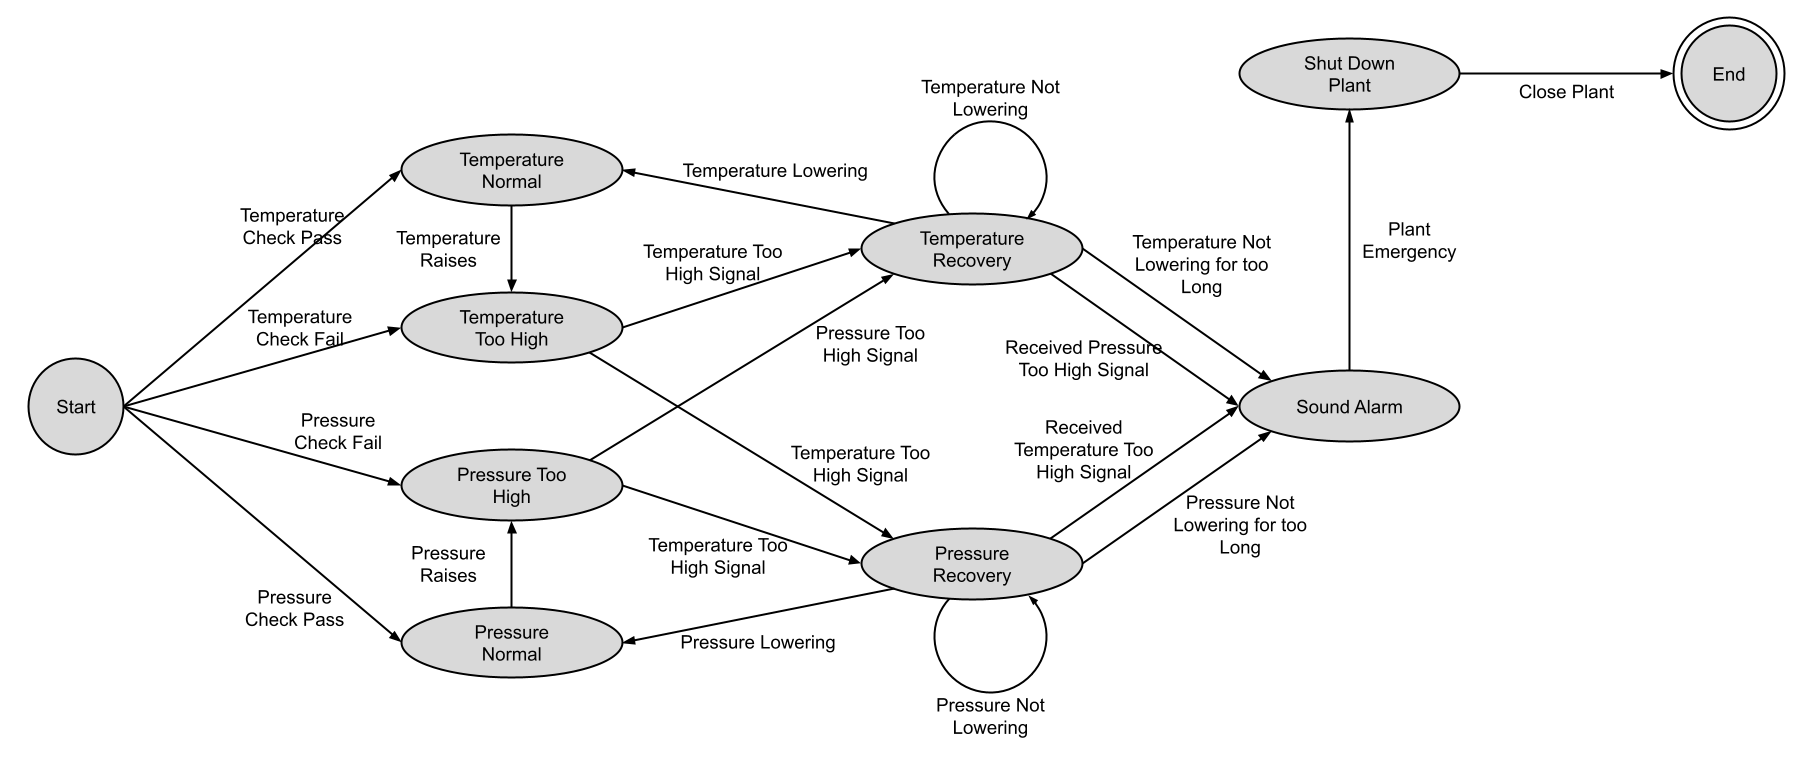 Shut Down
Plant
End
Close Plant
Temperature Not
Lowering
Temperature
Normal
Temperature Lowering
Temperature
Check Pass
Temperature
Raises
Temperature Too
High Signal
Temperature
Recovery
Temperature Not
Lowering for too
Long
Plant
Emergency
Temperature
Check Fail
Temperature
Too High
Pressure Too
High Signal
Received Pressure
Too High Signal
Start
Sound Alarm
Pressure
Check Fail
Pressure Too
High
Temperature Too
High Signal
Received
Temperature Too
High Signal
Pressure Not
Lowering for too
Long
Pressure
Raises
Temperature Too
High Signal
Pressure
Recovery
Pressure
Check Pass
Pressure
Normal
Pressure Lowering
Pressure Not
Lowering